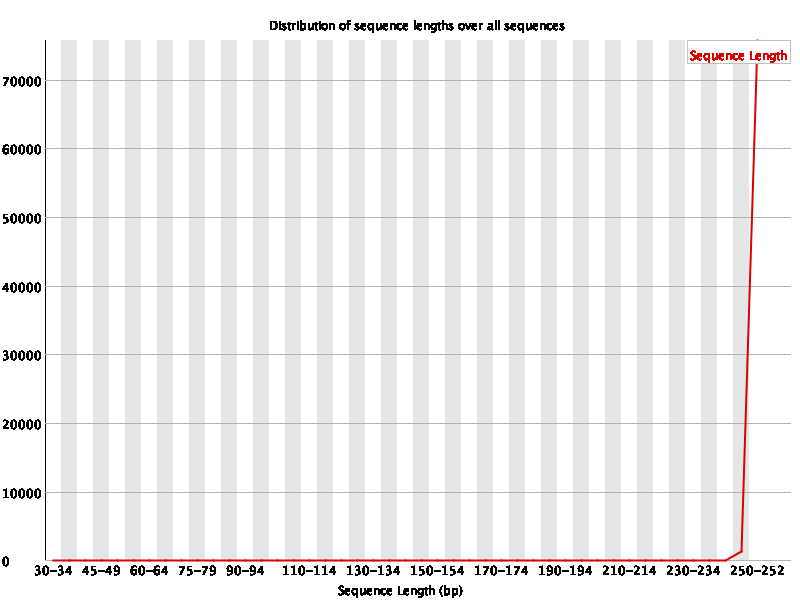 Distribution of sequence lengths over all sequences
Sequence Length
70000
60000
50000
40000
30000
20000
10000
0
30-34 45-49 60-64 75-79 90-94 110-114 130-134 150-154 170-174 190-194 210-214 230-234 250-252
Sequence Length (bp)